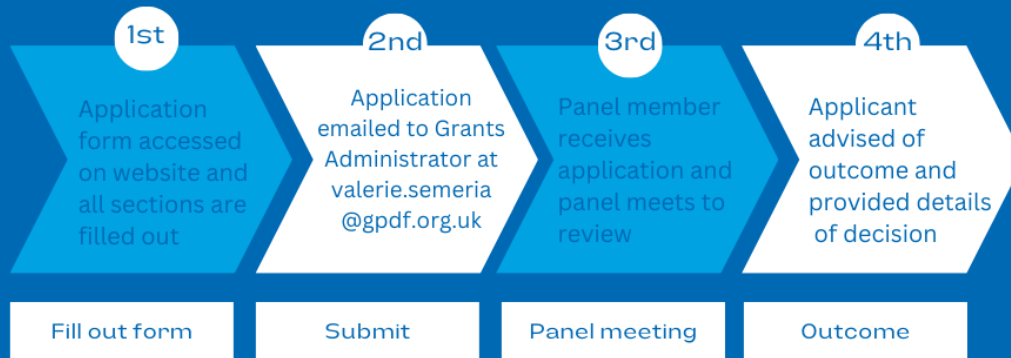 1st
Application
form accessed
on website and
all sections are
filled out
Fill out form
2nd
Application
emailed to Grants
Administrator at
valerie.semeria
@gpdf.org.uk
Submit
3rd
Panel member
receives
application and
panel meets to
review
Panel meeting
4th
Applicant
advised of
outcome and
provided details
of decision
Outcome